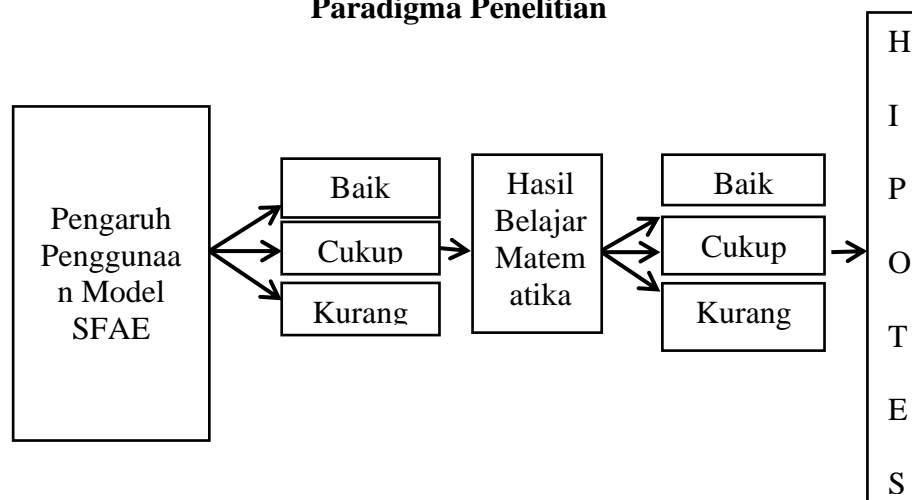 Paradigma Penelitian
Pengaruh
Penggunaa
n Model
SFAE
Baik
Cukup
Kurang
Hasil
Belajar
Matem
atika
Baik
Cukup
Kurang
H
I
P
O
T
E
S